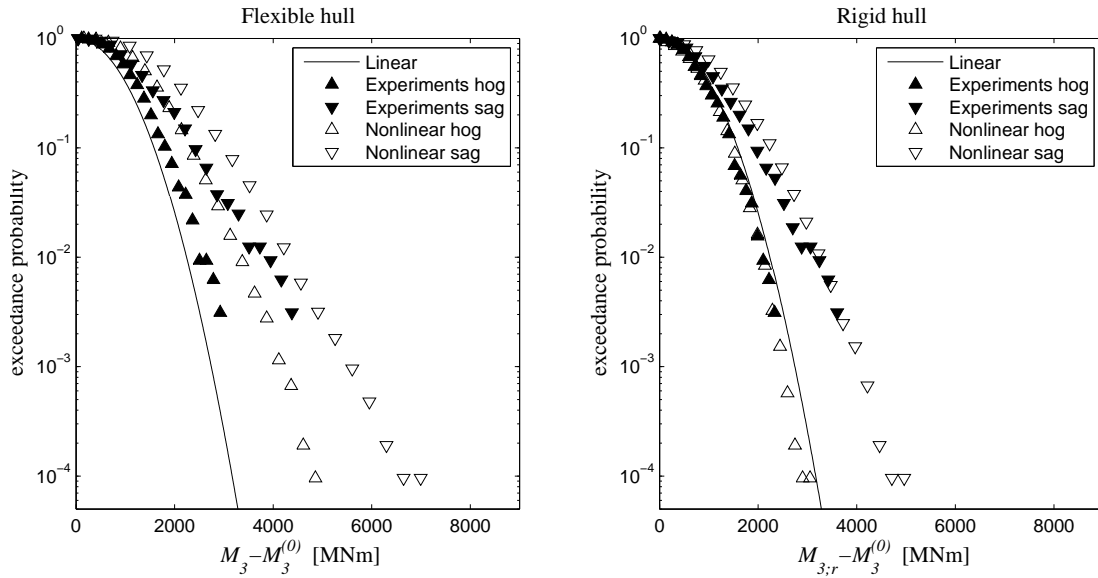 Flexible hull
10^0
10^-1
10^-2
10^-3
10^-4
exceedance probability
Linear
Experiments hog
Experiments sag
Nonlinear hog
Nonlinear sag
0 2000 4000 6000 8000
M_3−M_3^(0) [MNm]
Rigid hull
10^0
10^-1
10^-2
10^-3
10^-4
exceedance probability
Linear
Experiments hog
Experiments sag
Nonlinear hog
Nonlinear sag
0 2000 4000 6000 8000
M_3;r−M_3^(0) [MNm]